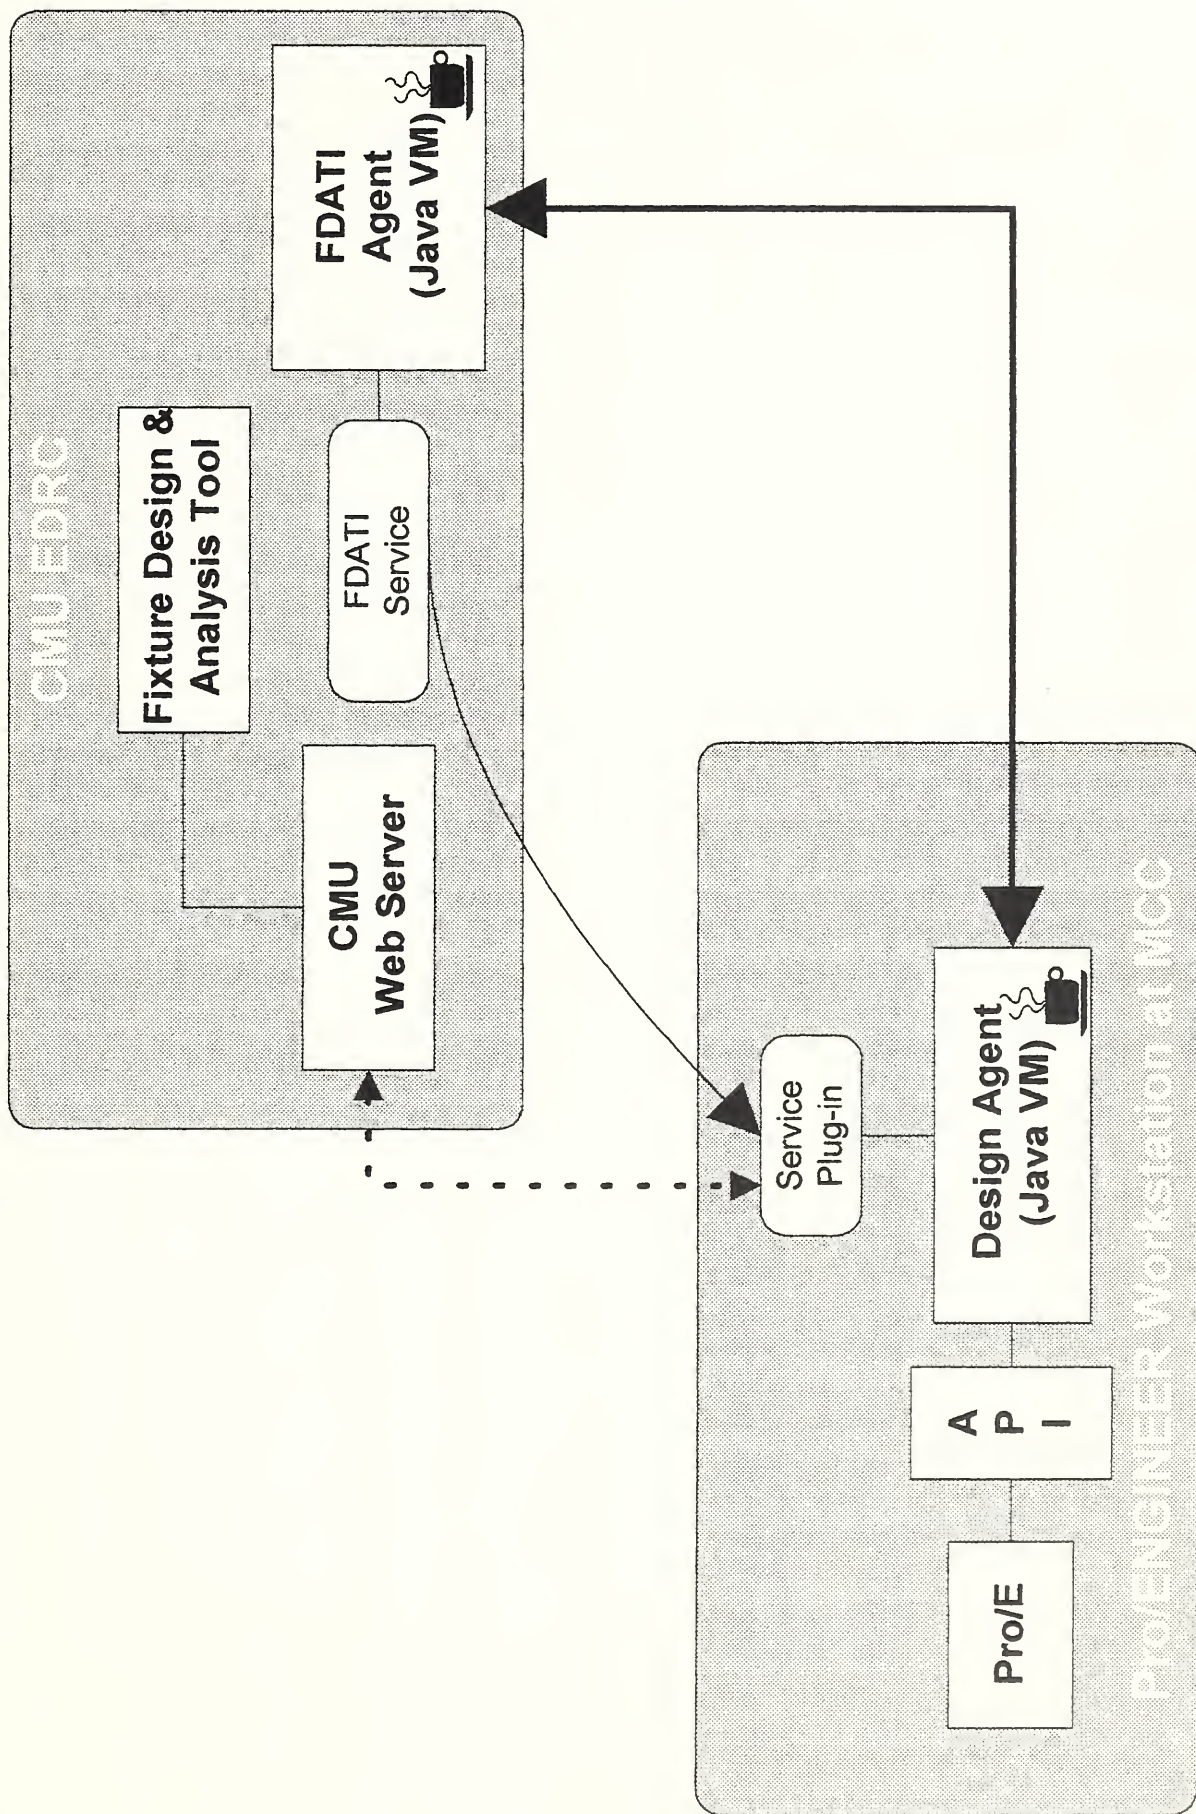 CMU EDRC
Fixture Design &
Analysis Tool
CMU
Web Server
FDATI
Service
FDATI
Agent
(Java VM)
Service
Plug-in
Pro/E
A
P
I
Design Agent
(Java VM)
Pro/ENGINEER Workstation at MCC